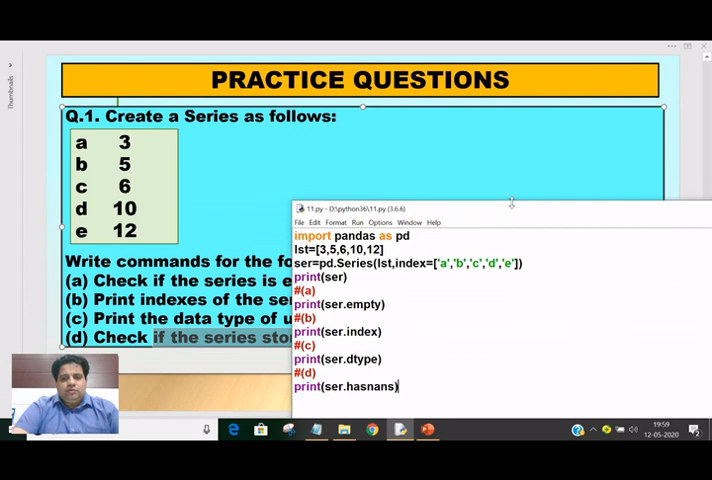 Thumbnails
PRACTICE QUESTIONS
Q.1. Create a Series as follows:
a 3
b 5
c 6
d 10
e 12
Write commands for the fo
(a) Check if the series is e
(b) Print indexes of the se
(c) Print the data type of u
(d) Check if the series sto
11.py - D:\python36\11.py (3.6.6)
File Edit Format Run Options Window Help
import pandas as pd
lst=[3,5,6,10,12]
ser=pd.Series(lst,index=['a','b','c','d','e'])
print(ser)
#(a)
print(ser.empty)
#(b)
print(ser.index)
#(c)
print(ser.dtype)
#(d)
print(ser.hasnans)
19:59
12-05-2020